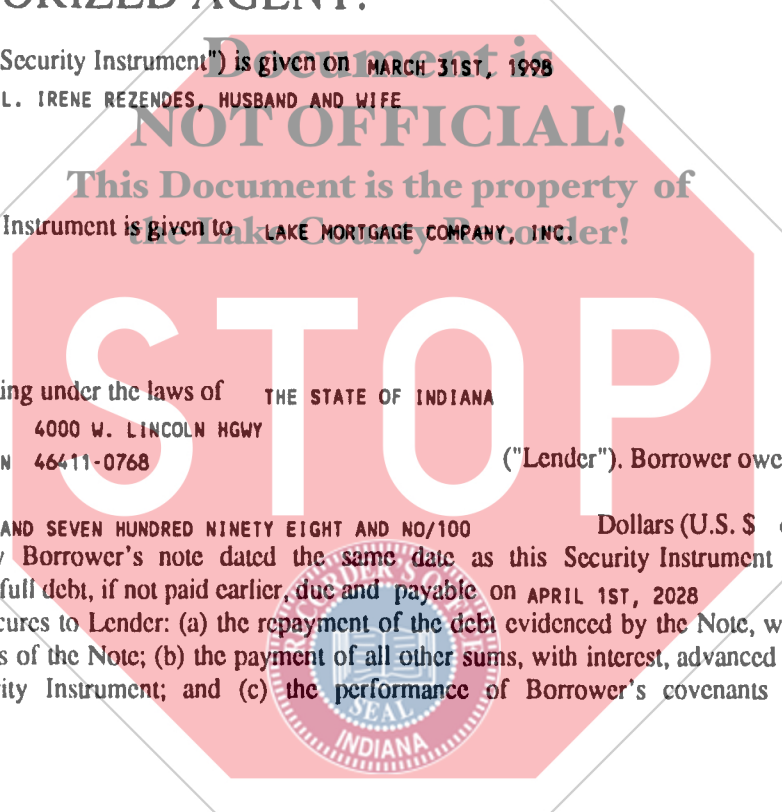 ORIZED AGENT.
Security Instrument") is given on MARCH 31ST, 1998
Document is
L. IRENE REZENDES, HUSBAND AND WIFE
NOT OFFICIAL!
This Document is the property of
Instrument is given to LAKE MORTGAGE COMPANY, INC.
the Lake County Recorder!
STOP
ing under the laws of THE STATE OF INDIANA
4000 W. LINCOLN HGWY
N 46411-0768 ("Lender"). Borrower owe
AND SEVEN HUNDRED NINETY EIGHT AND NO/100 Dollars (U.S. $
y Borrower's note dated the same date as this Security Instrument
full debt, if not paid earlier, due and payable on APRIL 1ST, 2028
cures to Lender: (a) the repayment of the debt evidenced by the Note, w
s of the Note; (b) the payment of all other sums, with interest, advanced
rity Instrument; and (c) the performance of Borrower's covenants
RECORDER'S OFFICE
SEAL
INDIANA